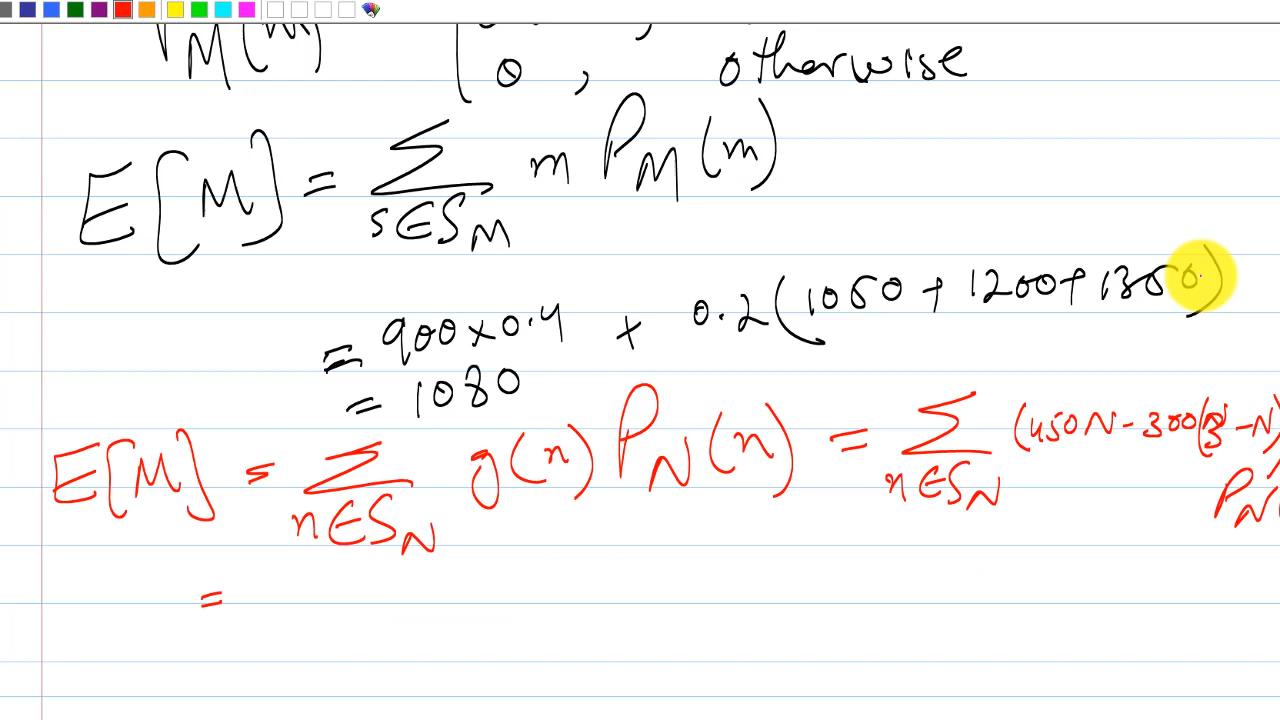 P_M(m) { 0 , otherwise
E[M] = Σ_{s∈S_M} m P_M(m)
= 900×0.4 + 0.2(1050 + 1200+1350)
= 1080
E[M] = Σ_{n∈S_N} g(n) P_N(n) = Σ_{n∈S_N} (450N - 300(3-N) P_N(
=